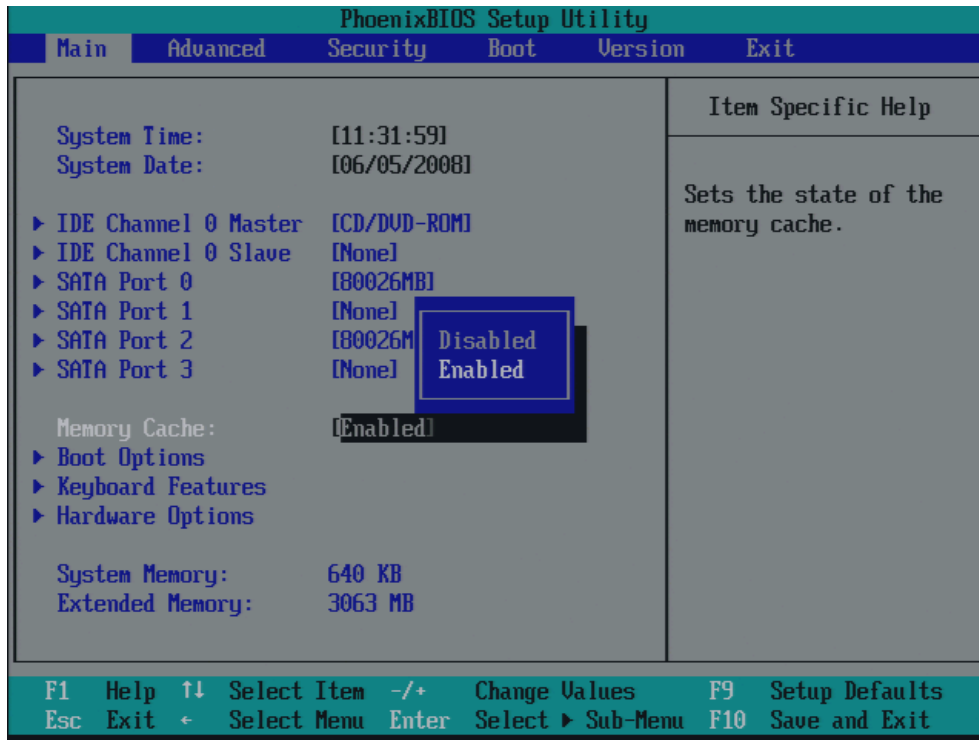 PhoenixBIOS Setup Utility
Main Advanced Security Boot Version Exit
Item Specific Help
System Time: [11:31:59]
System Date: [06/05/2008]
Sets the state of the
memory cache.
IDE Channel 0 Master [CD/DVD-ROM]
IDE Channel 0 Slave [None]
SATA Port 0 [80026MB]
SATA Port 1 [None]
SATA Port 2 [80026M
SATA Port 3 [None]
Disabled
Enabled
Memory Cache: [Enabled]
Boot Options
Keyboard Features
Hardware Options
System Memory: 640 KB
Extended Memory: 3063 MB
F1 Help ↑↓ Select Item -/+ Change Values F9 Setup Defaults
Esc Exit ← Select Menu Enter Select ▶ Sub-Menu F10 Save and Exit